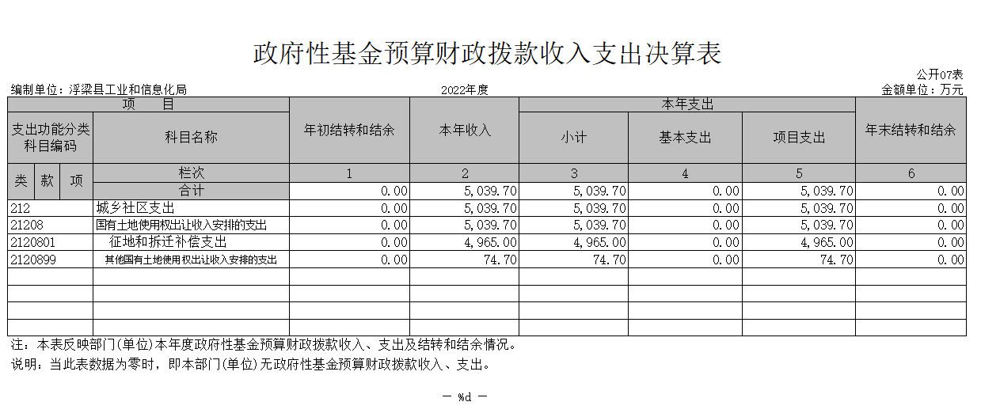 政府性基金预算财政拨款收入支出决算表
公开07表
编制单位：浮梁县工业和信息化局 2022年度 金额单位：万元
项 目 年初结转和结余 本年收入 本年支出 年末结转和结余
支出功能分类科目编码 科目名称 小计 基本支出 项目支出
类 款 项 栏次 1 2 3 4 5 6
合计 0.00 5,039.70 5,039.70 0.00 5,039.70 0.00
212 城乡社区支出 0.00 5,039.70 5,039.70 0.00 5,039.70 0.00
21208 国有土地使用权出让收入安排的支出 0.00 5,039.70 5,039.70 0.00 5,039.70 0.00
2120801 征地和拆迁补偿支出 0.00 4,965.00 4,965.00 0.00 4,965.00 0.00
2120899 其他国有土地使用权出让收入安排的支出 0.00 74.70 74.70 0.00 74.70 0.00
注：本表反映部门(单位)本年度政府性基金预算财政拨款收入、支出及结转和结余情况。
说明：当此表数据为零时，即本部门(单位)无政府性基金预算财政拨款收入、支出。
— %d —